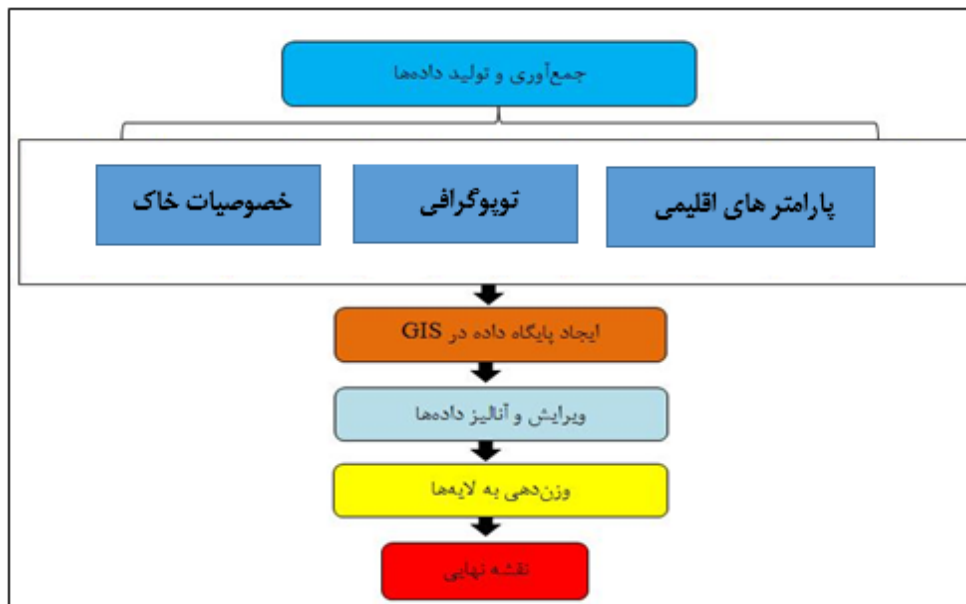 جمع‌آوری و تولید داده‌ها
پارامتر های اقلیمی
توپوگرافی
خصوصیات خاک
ایجاد پایگاه داده در GIS
ویرایش و آنالیز داده‌ها
وزن‌دهی به لایه‌ها
نقشه نهایی